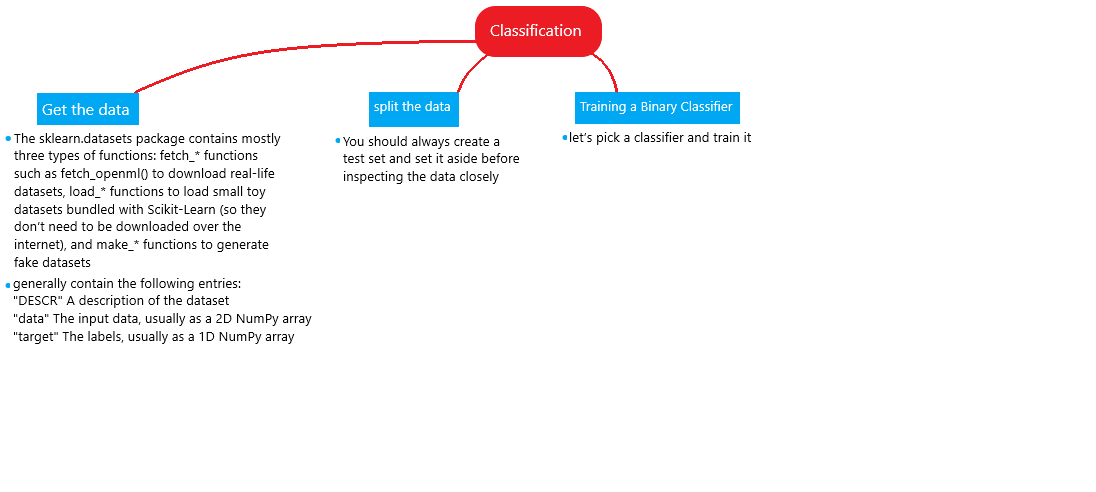 Classification
Get the data
The sklearn.datasets package contains mostly
three types of functions: fetch_* functions
such as fetch_openml() to download real-life
datasets, load_* functions to load small toy
datasets bundled with Scikit-Learn (so they
don’t need to be downloaded over the
internet), and make_* functions to generate
fake datasets
generally contain the following entries:
"DESCR" A description of the dataset
"data" The input data, usually as a 2D NumPy array
"target" The labels, usually as a 1D NumPy array
split the data
You should always create a
test set and set it aside before
inspecting the data closely
Training a Binary Classifier
let’s pick a classifier and train it